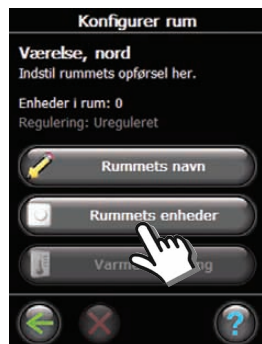 Konfigurer rum
Værelse, nord
Indstil rummets opførsel her.
Enheder i rum: 0
Regulering: Ureguleret
Rummets navn
Rummets enheder
?